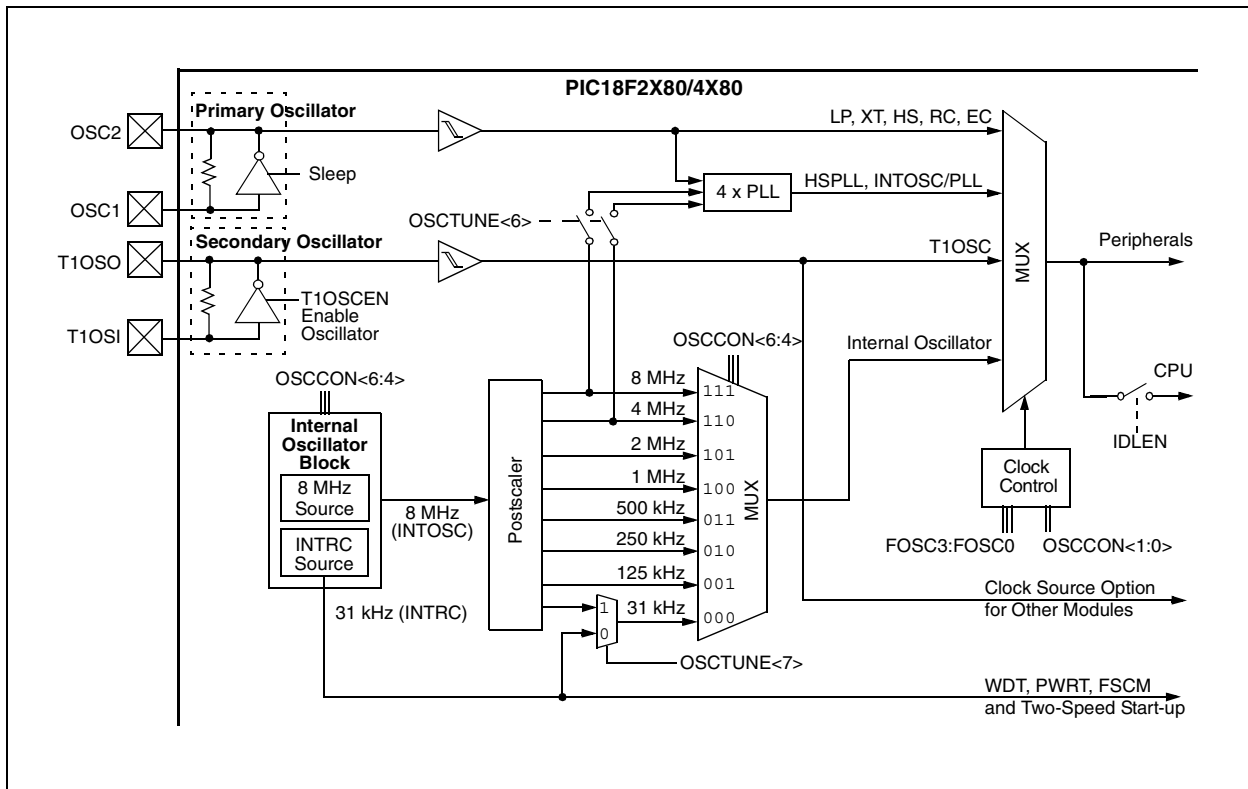 PIC18F2X80/4X80
Primary Oscillator
OSC2
LP, XT, HS, RC, EC
Sleep
4 x PLL
HSPLL, INTOSC/PLL
OSC1
OSCTUNE<6>
Secondary Oscillator
T1OSO
T1OSC
MUX
Peripherals
T1OSCEN
Enable
Oscillator
T1OSI
OSCCON<6:4>
Internal Oscillator
OSCCON<6:4>
CPU
IDLEN
Internal
Oscillator
Block
8 MHz
Source
INTRC
Source
8 MHz
(INTOSC)
31 kHz (INTRC)
Postscaler
8 MHz
111
4 MHz
110
2 MHz
101
1 MHz
100
500 kHz
011
250 kHz
010
125 kHz
001
1
31 kHz
000
0
MUX
OSCTUNE<7>
Clock
Control
FOSC3:FOSC0
OSCCON<1:0>
Clock Source Option
for Other Modules
WDT, PWRT, FSCM
and Two-Speed Start-up